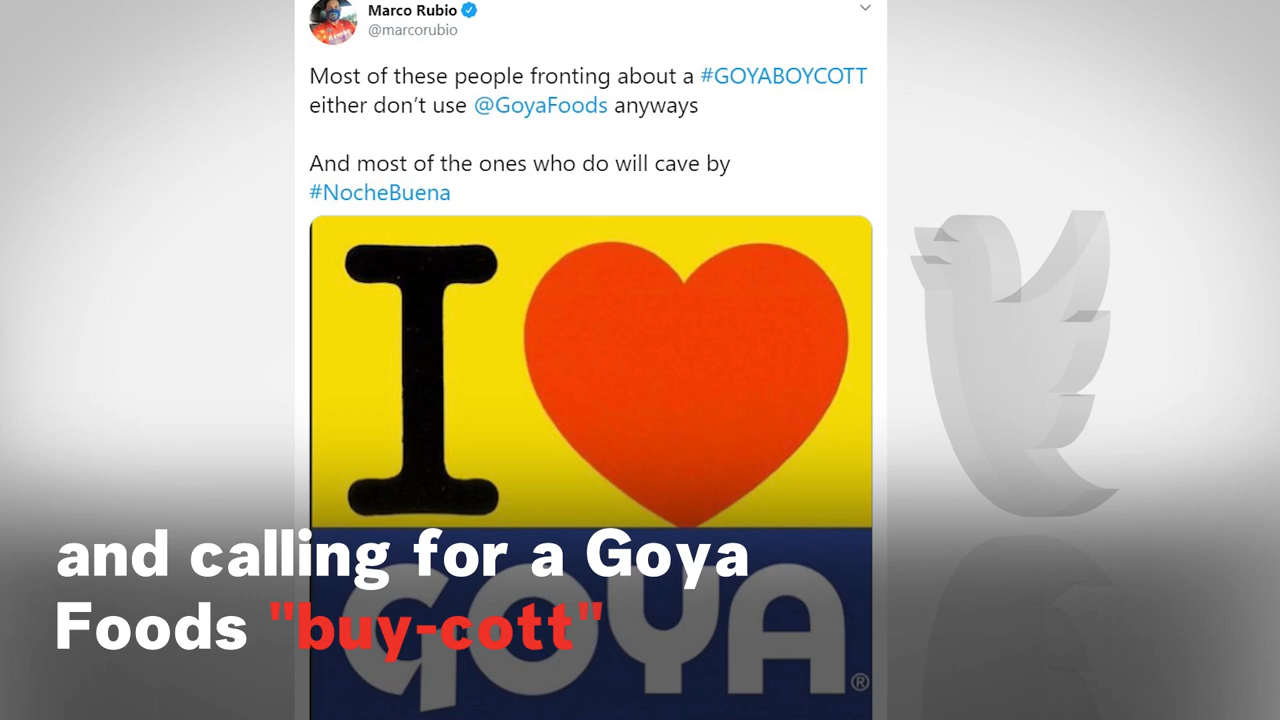 Marco Rubio
@marcorubio
Most of these people fronting about a #GOYABOYCOTT
either don't use @GoyaFoods anyways
And most of the ones who do will cave by
#NocheBuena
I
GOYA®
and calling for a Goya
Foods "buy-cott"